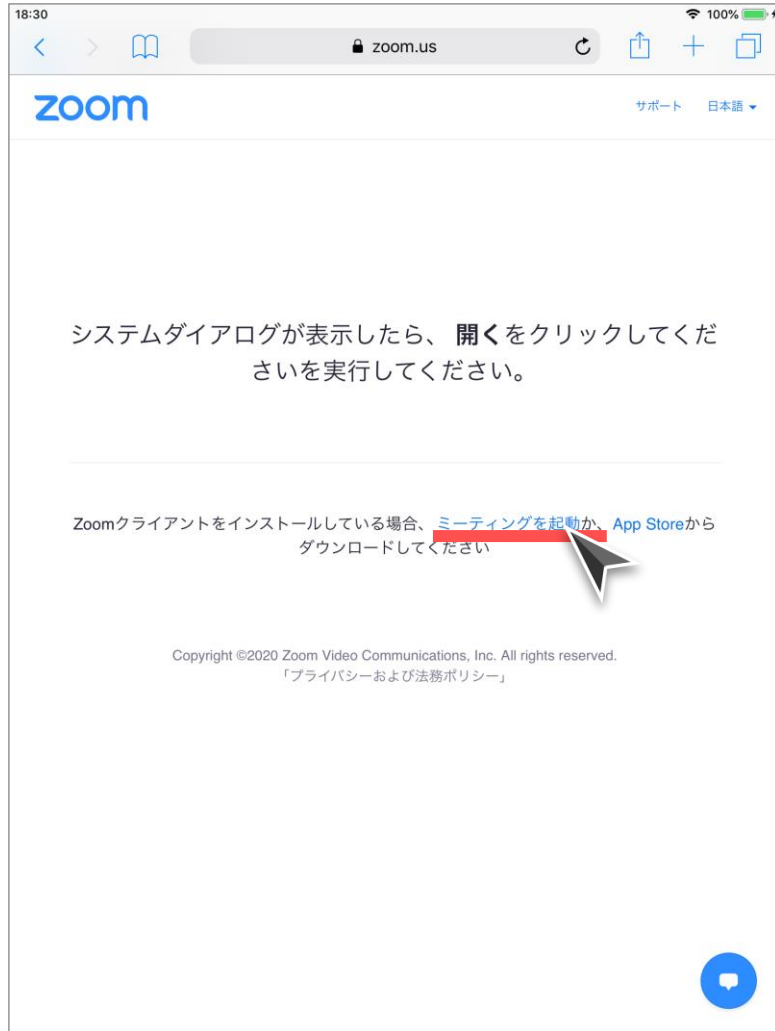 18:30
100%
zoom.us
zoom
サポート 日本語
システムダイアログが表示したら、 開くをクリックしてくだ
さいを実行してください。
Zoomクライアントをインストールしている場合、 ミーティングを起動か、 App Storeから
ダウンロードしてください
Copyright ©2020 Zoom Video Communications, Inc. All rights reserved.
「プライバシーおよび法務ポリシー」